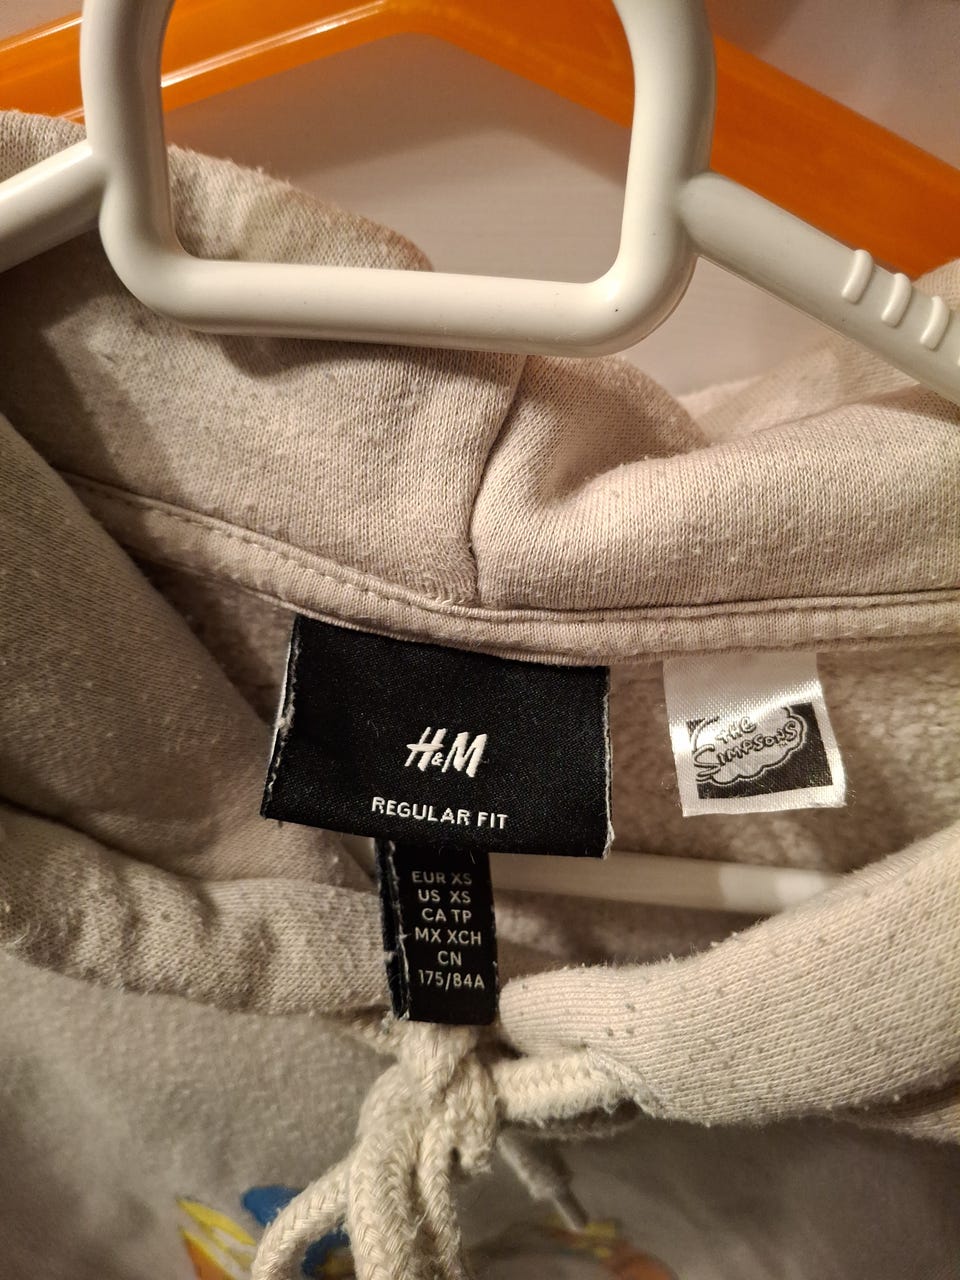 H&M
REGULAR FIT
THE
SIMPSONS
EUR XS
US XS
CA TP
MX XCH
CN
175/84A